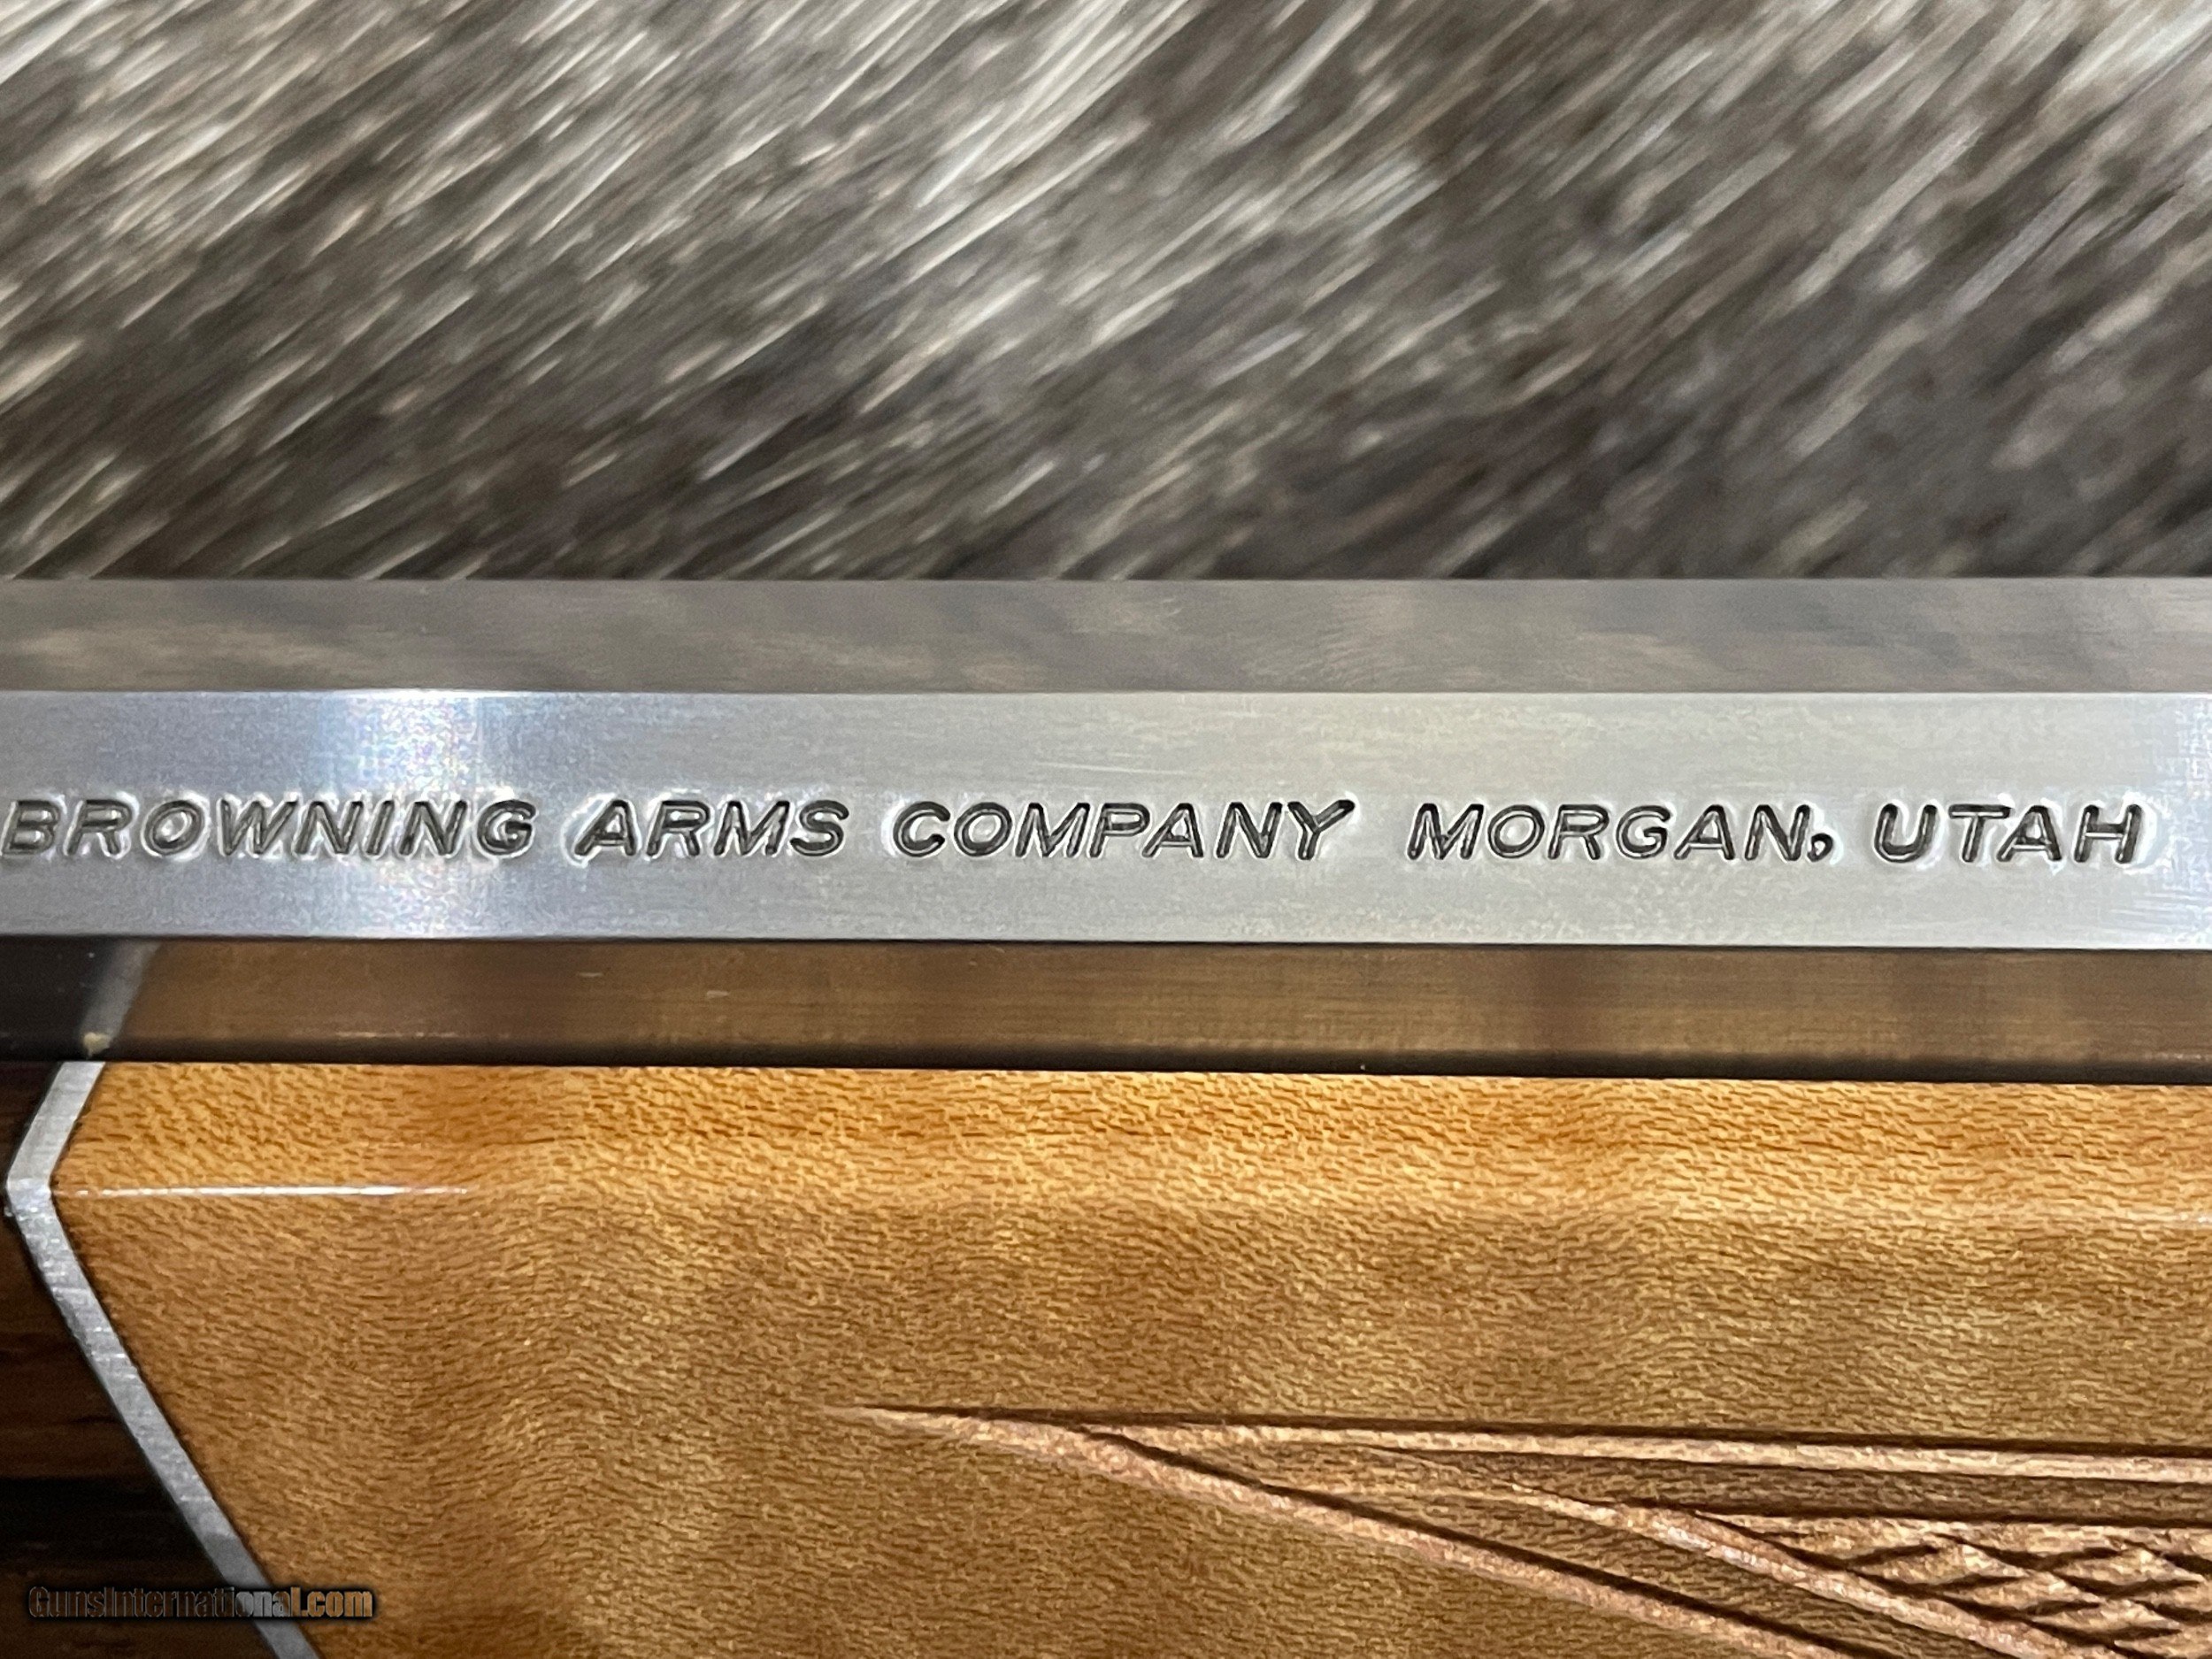 BROWNING ARMS COMPANY MORGAN, UTAH
GunsInternational.com